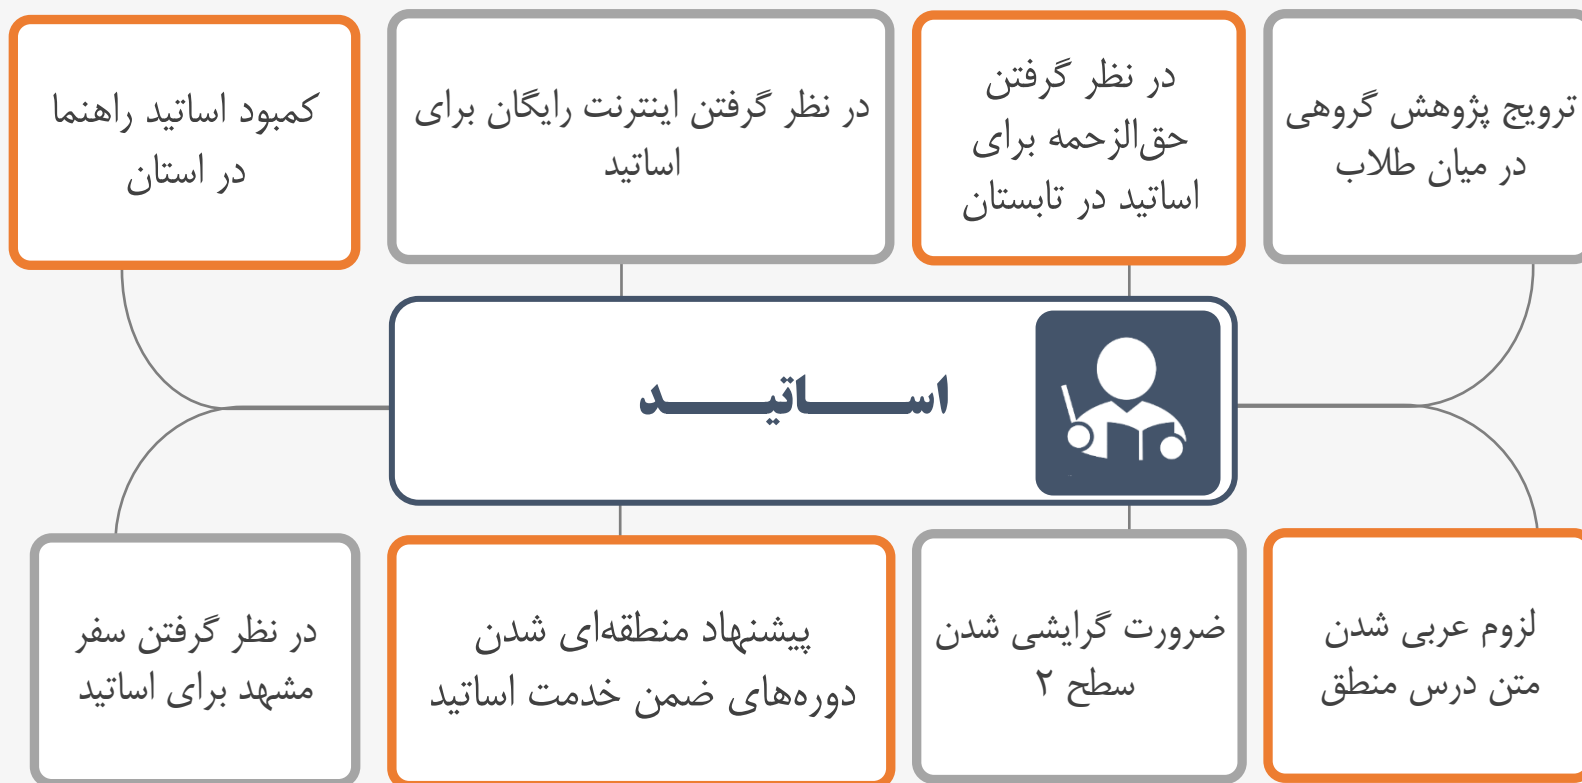 ترویج پژوهش گروهی
در میان طلاب
در نظر گرفتن
حق‌الزحمه برای
اساتید در تابستان
در نظر گرفتن اینترنت رایگان برای
اساتید
کمبود اساتید راهنما
در استان
اساتید
لزوم عربی شدن
متن درس منطق
ضرورت گرایشی شدن
سطح ۲
پیشنهاد منطقه‌ای شدن
دوره‌های ضمن خدمت اساتید
در نظر گرفتن سفر
مشهد برای اساتید